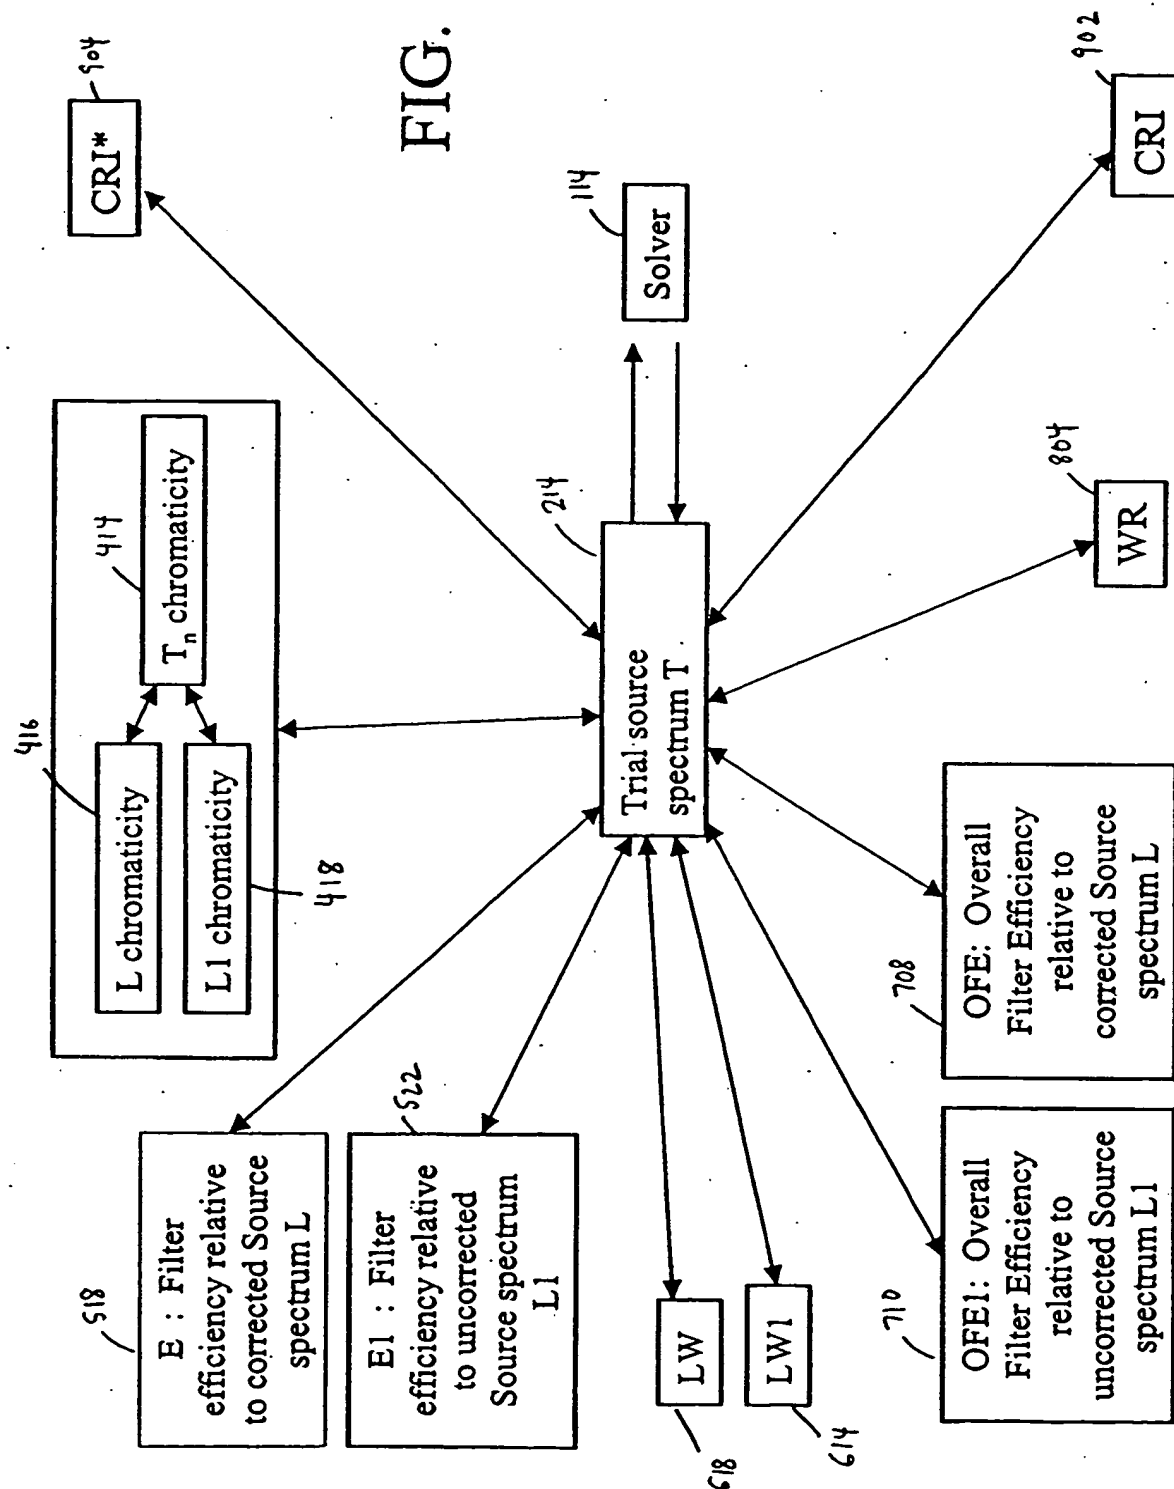 518
E : Filter
efficiency relative
to corrected Source
spectrum L
522
E1 : Filter
efficiency relative
to uncorrected
Source spectrum
L1
618
LW
614
LW1
710
OFE1: Overall
Filter Efficiency
relative to
uncorrected Source
spectrum L1
416
L chromaticity
418
L1 chromaticity
414
Tn chromaticity
214
Trial source
spectrum T
708
OFE: Overall
Filter Efficiency
relative to
corrected Source
spectrum L
804
WR
904
CRI*
114
Solver
902
CRI
FIG.